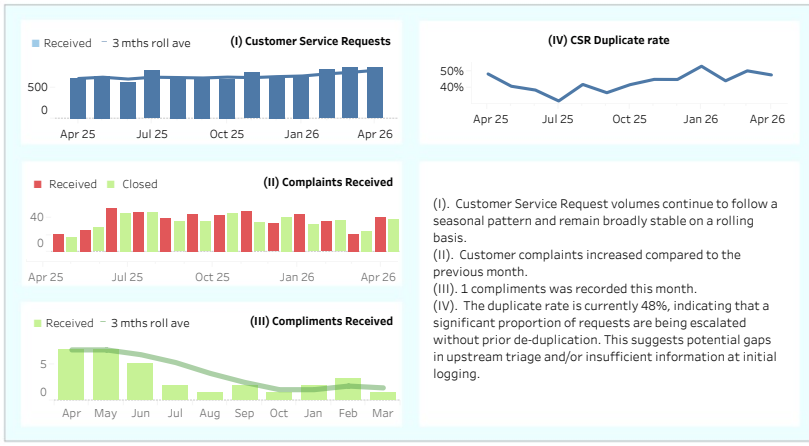 Received 3 mths roll ave (I) Customer Service Requests
500
0
Apr 25 Jul 25 Oct 25 Jan 26 Apr 26
(IV) CSR Duplicate rate
50%
40%
Apr 25 Jul 25 Oct 25 Jan 26 Apr 26
Received Closed (II) Complaints Received
40
0
Apr 25 Jul 25 Oct 25 Jan 26 Apr 26
Received 3 mths roll ave (III) Compliments Received
5
0
Apr May Jun Jul Aug Sep Oct Jan Feb Mar
(I). Customer Service Request volumes continue to follow a
seasonal pattern and remain broadly stable on a rolling
basis.
(II). Customer complaints increased compared to the
previous month.
(III). 1 compliments was recorded this month.
(IV). The duplicate rate is currently 48%, indicating that a
significant proportion of requests are being escalated
without prior de-duplication. This suggests potential gaps
in upstream triage and/or insufficient information at initial
logging.